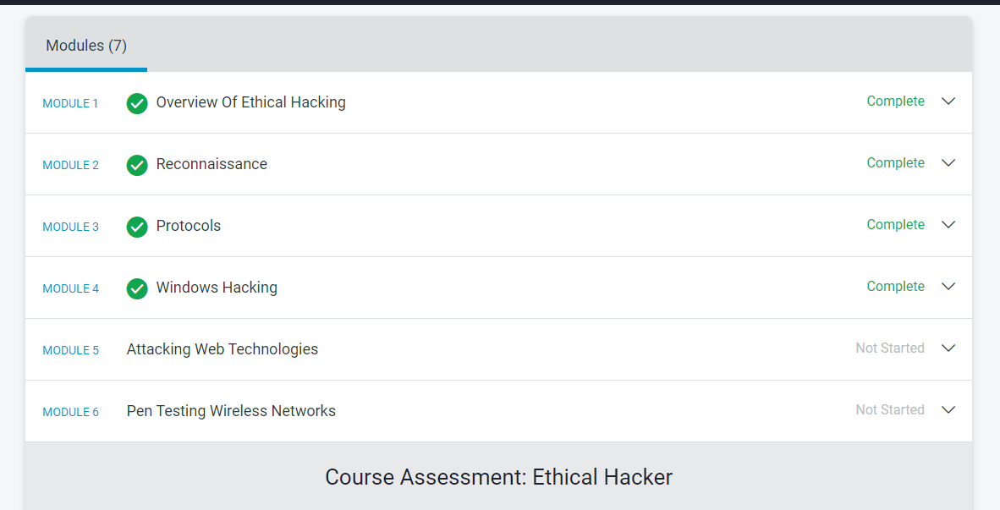 Modules (7)
MODULE 1 Overview Of Ethical Hacking Complete
MODULE 2 Reconnaissance Complete
MODULE 3 Protocols Complete
MODULE 4 Windows Hacking Complete
MODULE 5 Attacking Web Technologies Not Started
MODULE 6 Pen Testing Wireless Networks Not Started
Course Assessment: Ethical Hacker